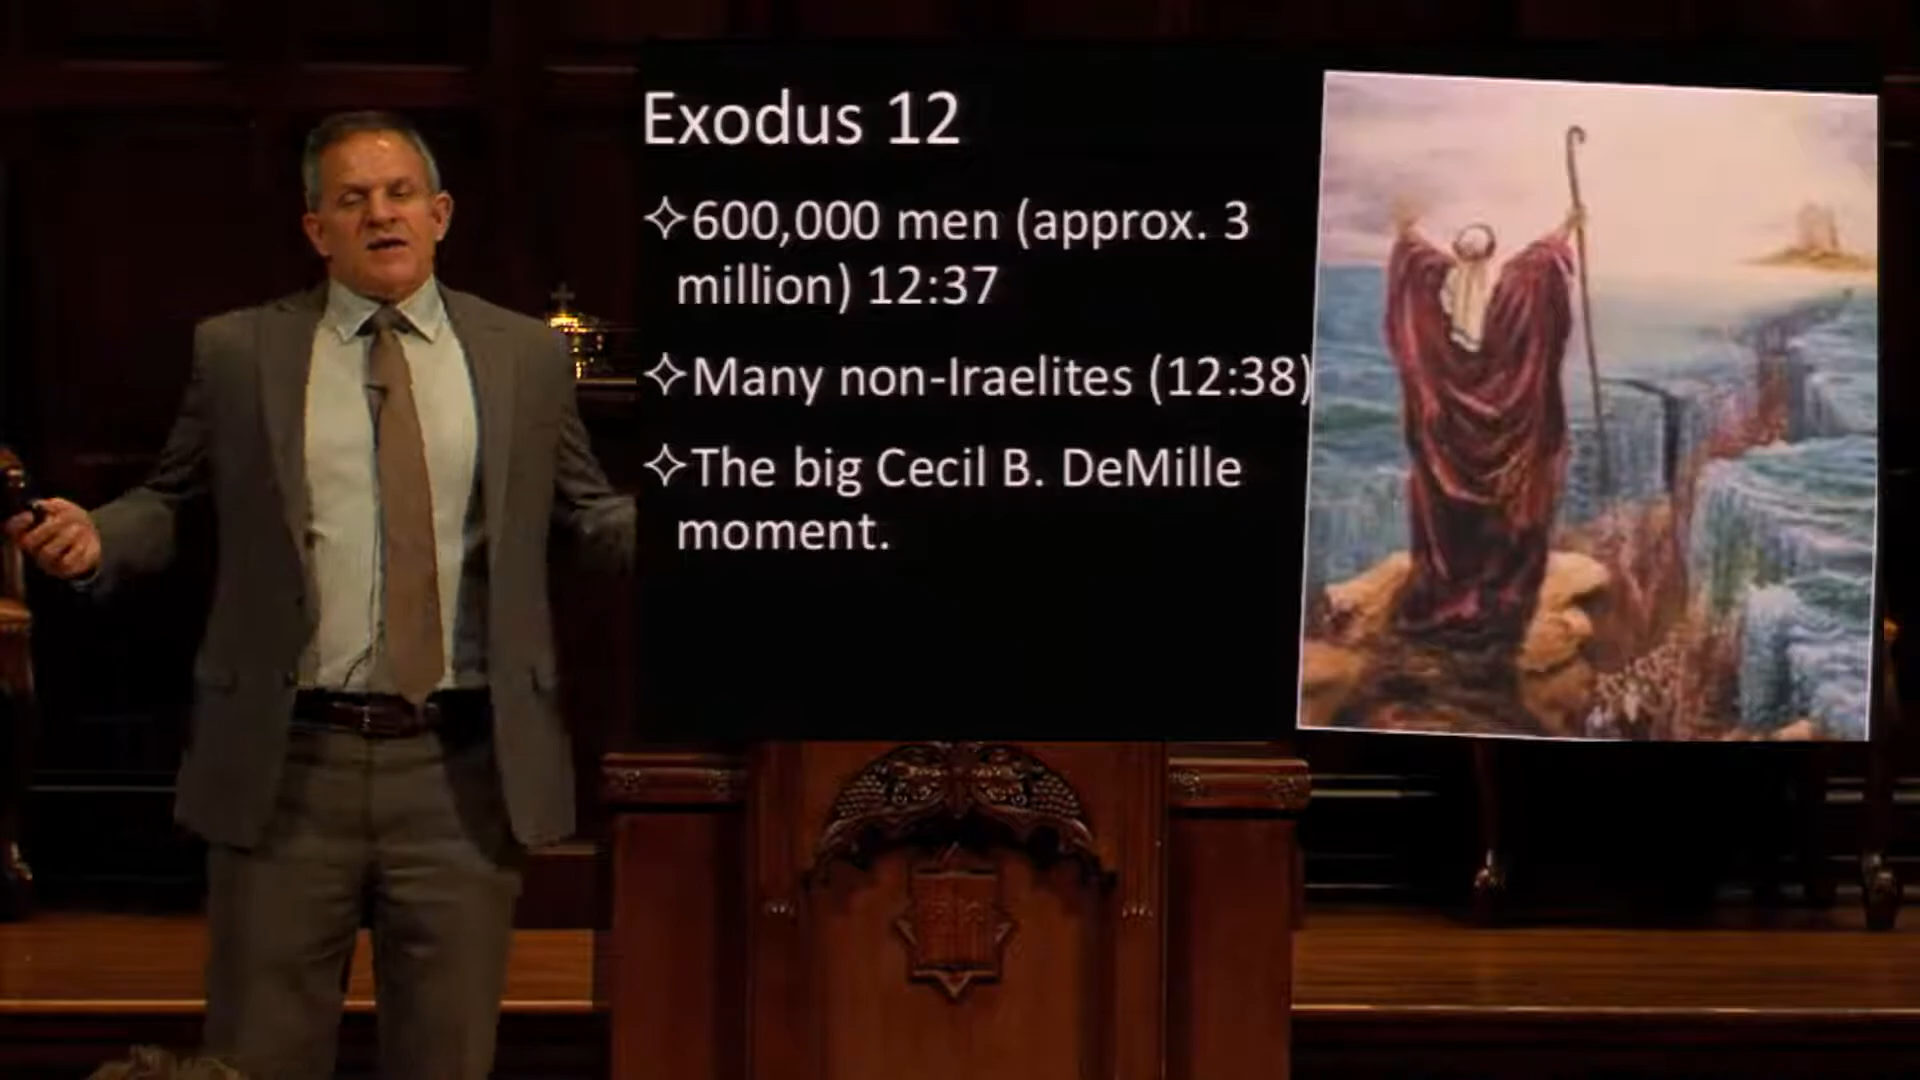 Exodus 12
✧600,000 men (approx. 3
million) 12:37
✧Many non-Iraelites (12:38)
✧The big Cecil B. DeMille
moment.